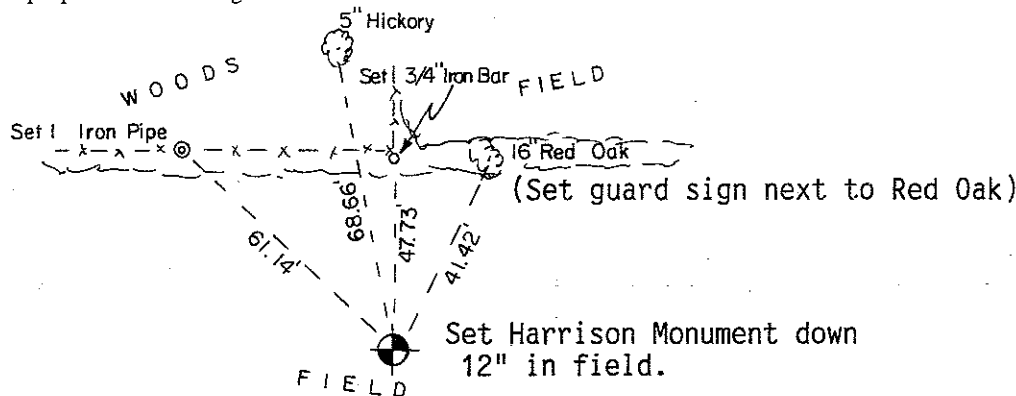 5" Hickory
WOODS
Set 1 3/4" Iron Bar
FIELD
Set 1 Iron Pipe
16" Red Oak
(Set guard sign next to Red Oak)
68.66'
47.73'
61.14'
41.42'
Set Harrison Monument down
12" in field.
FIELD